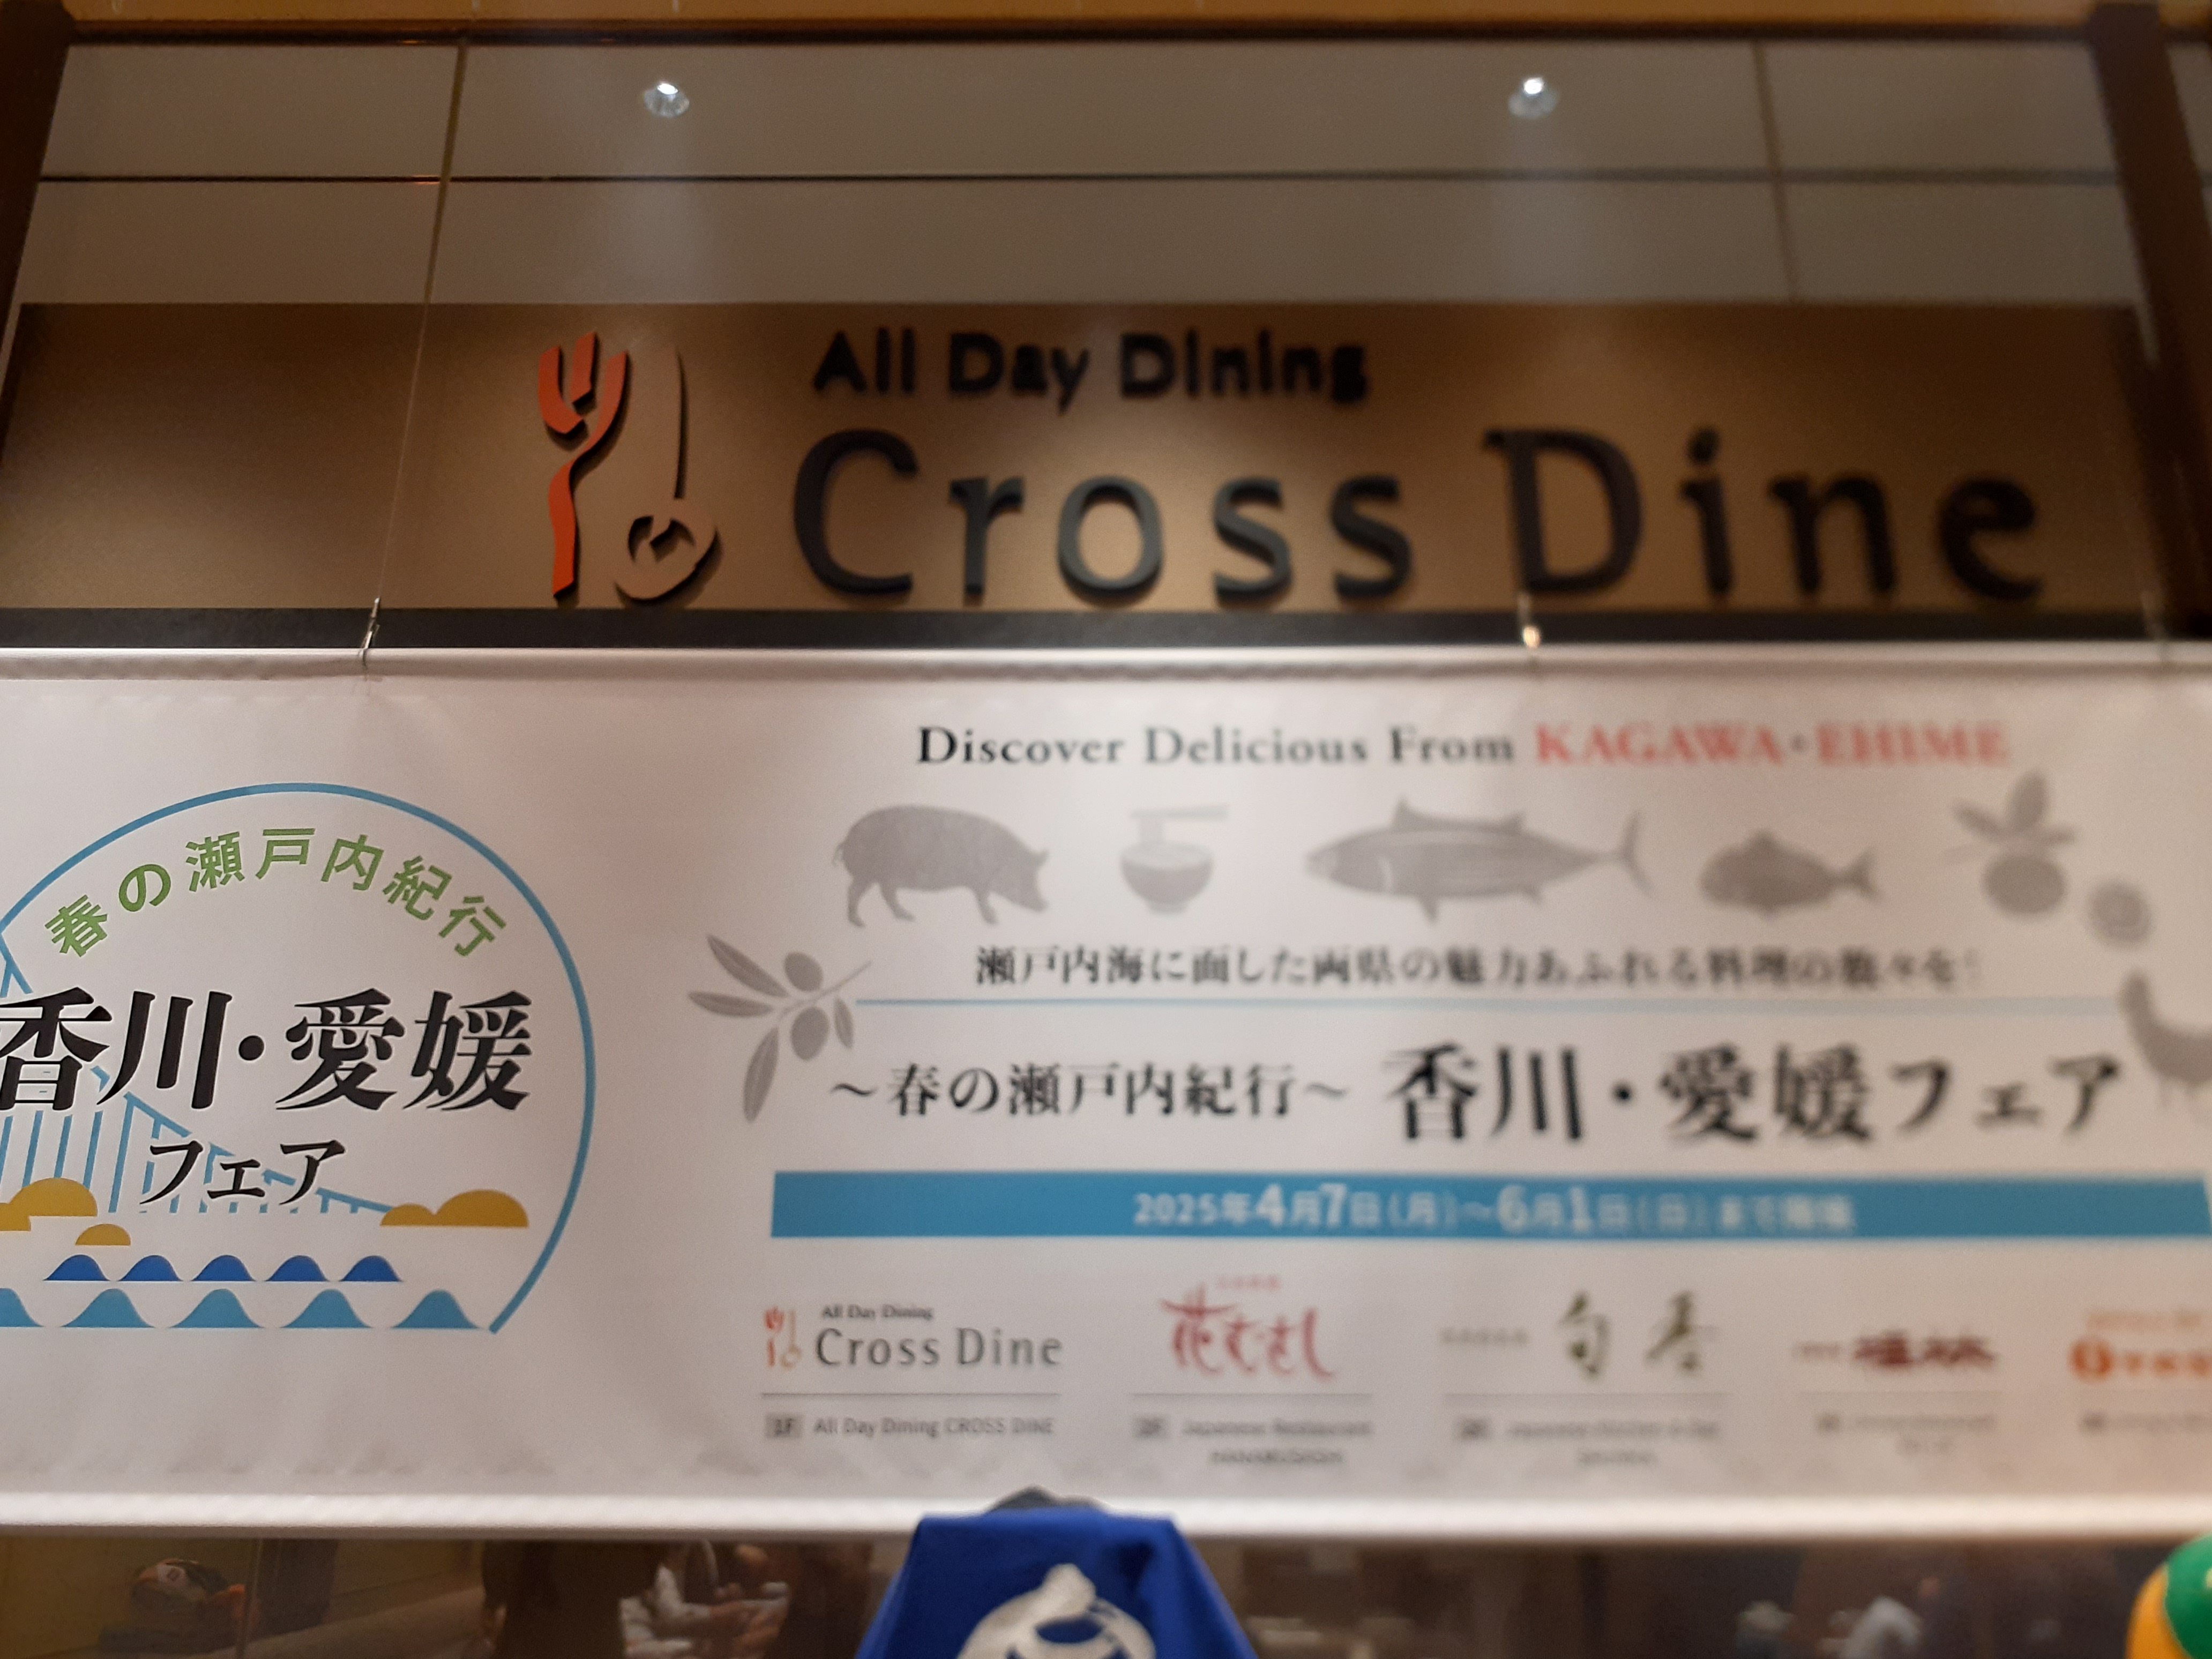 All Day Dining
Cross Dine
春の瀬戸内紀行
香川・愛媛
フェア
Discover Delicious From KAGAWA・EHIME
瀬戸内海に面した両県の魅力あふれる料理の数々を
～春の瀬戸内紀行～ 香川・愛媛フェア
2025年4月7日(月)～6月1日(日)まで開催
All Day Dining
Cross Dine
花むさし
旬香
1F All Day Dining CROSS DINE
Japanese Restaurant
HANAMUSASHI